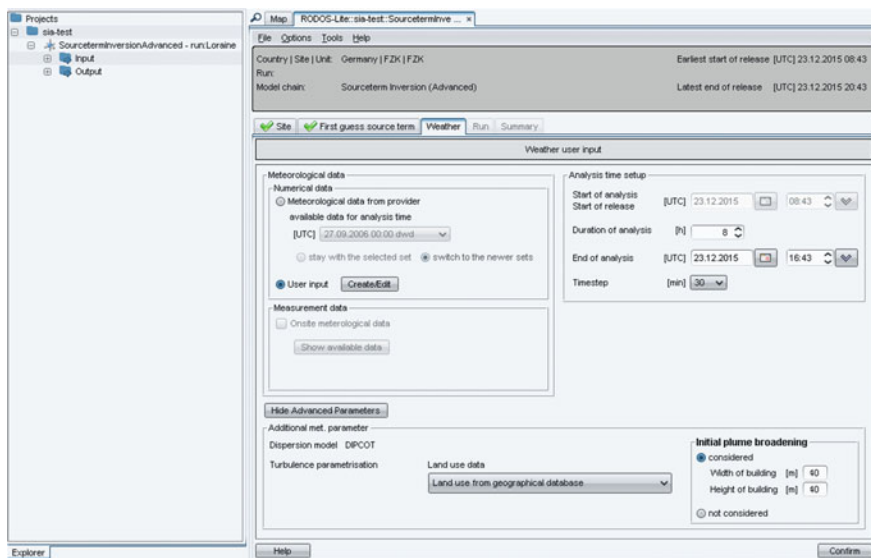 Projects
sia-test
SourcetermInversionAdvanced - run:Loraine
Input
Output
Explorer
Map RODOS-Lite::sia-test::SourcetermInve ... ×
File Options Tools Help
Country | Site | Unit: Germany | FZK | FZK Earliest start of release [UTC] 23.12.2015 08:43
Run:
Model chain: Sourceterm Inversion (Advanced) Latest end of release [UTC] 23.12.2015 20:43
Site First guess source term Weather Run Summary
Weather user input
Meteorological data
Numerical data
Meteorological data from provider
available data for analysis time
[UTC] 27.09.2006 00:00 dwd
stay with the selected set switch to the newer sets
User input Create/Edit
Measurement data
Onsite meterological data
Show available data
Analysis time setup
Start of analysis
Start of release [UTC] 23.12.2015 08:43
Duration of analysis [h] 8
End of analysis [UTC] 23.12.2015 16:43
Timestep [min] 30
Hide Advanced Parameters
Additional met. parameter
Dispersion model DIPCOT
Turbulence parametrisation Land use data
Land use from geographical database
Initial plume broadening
considered
Width of building [m] 40
Height of building [m] 40
not considered
Help Confirm